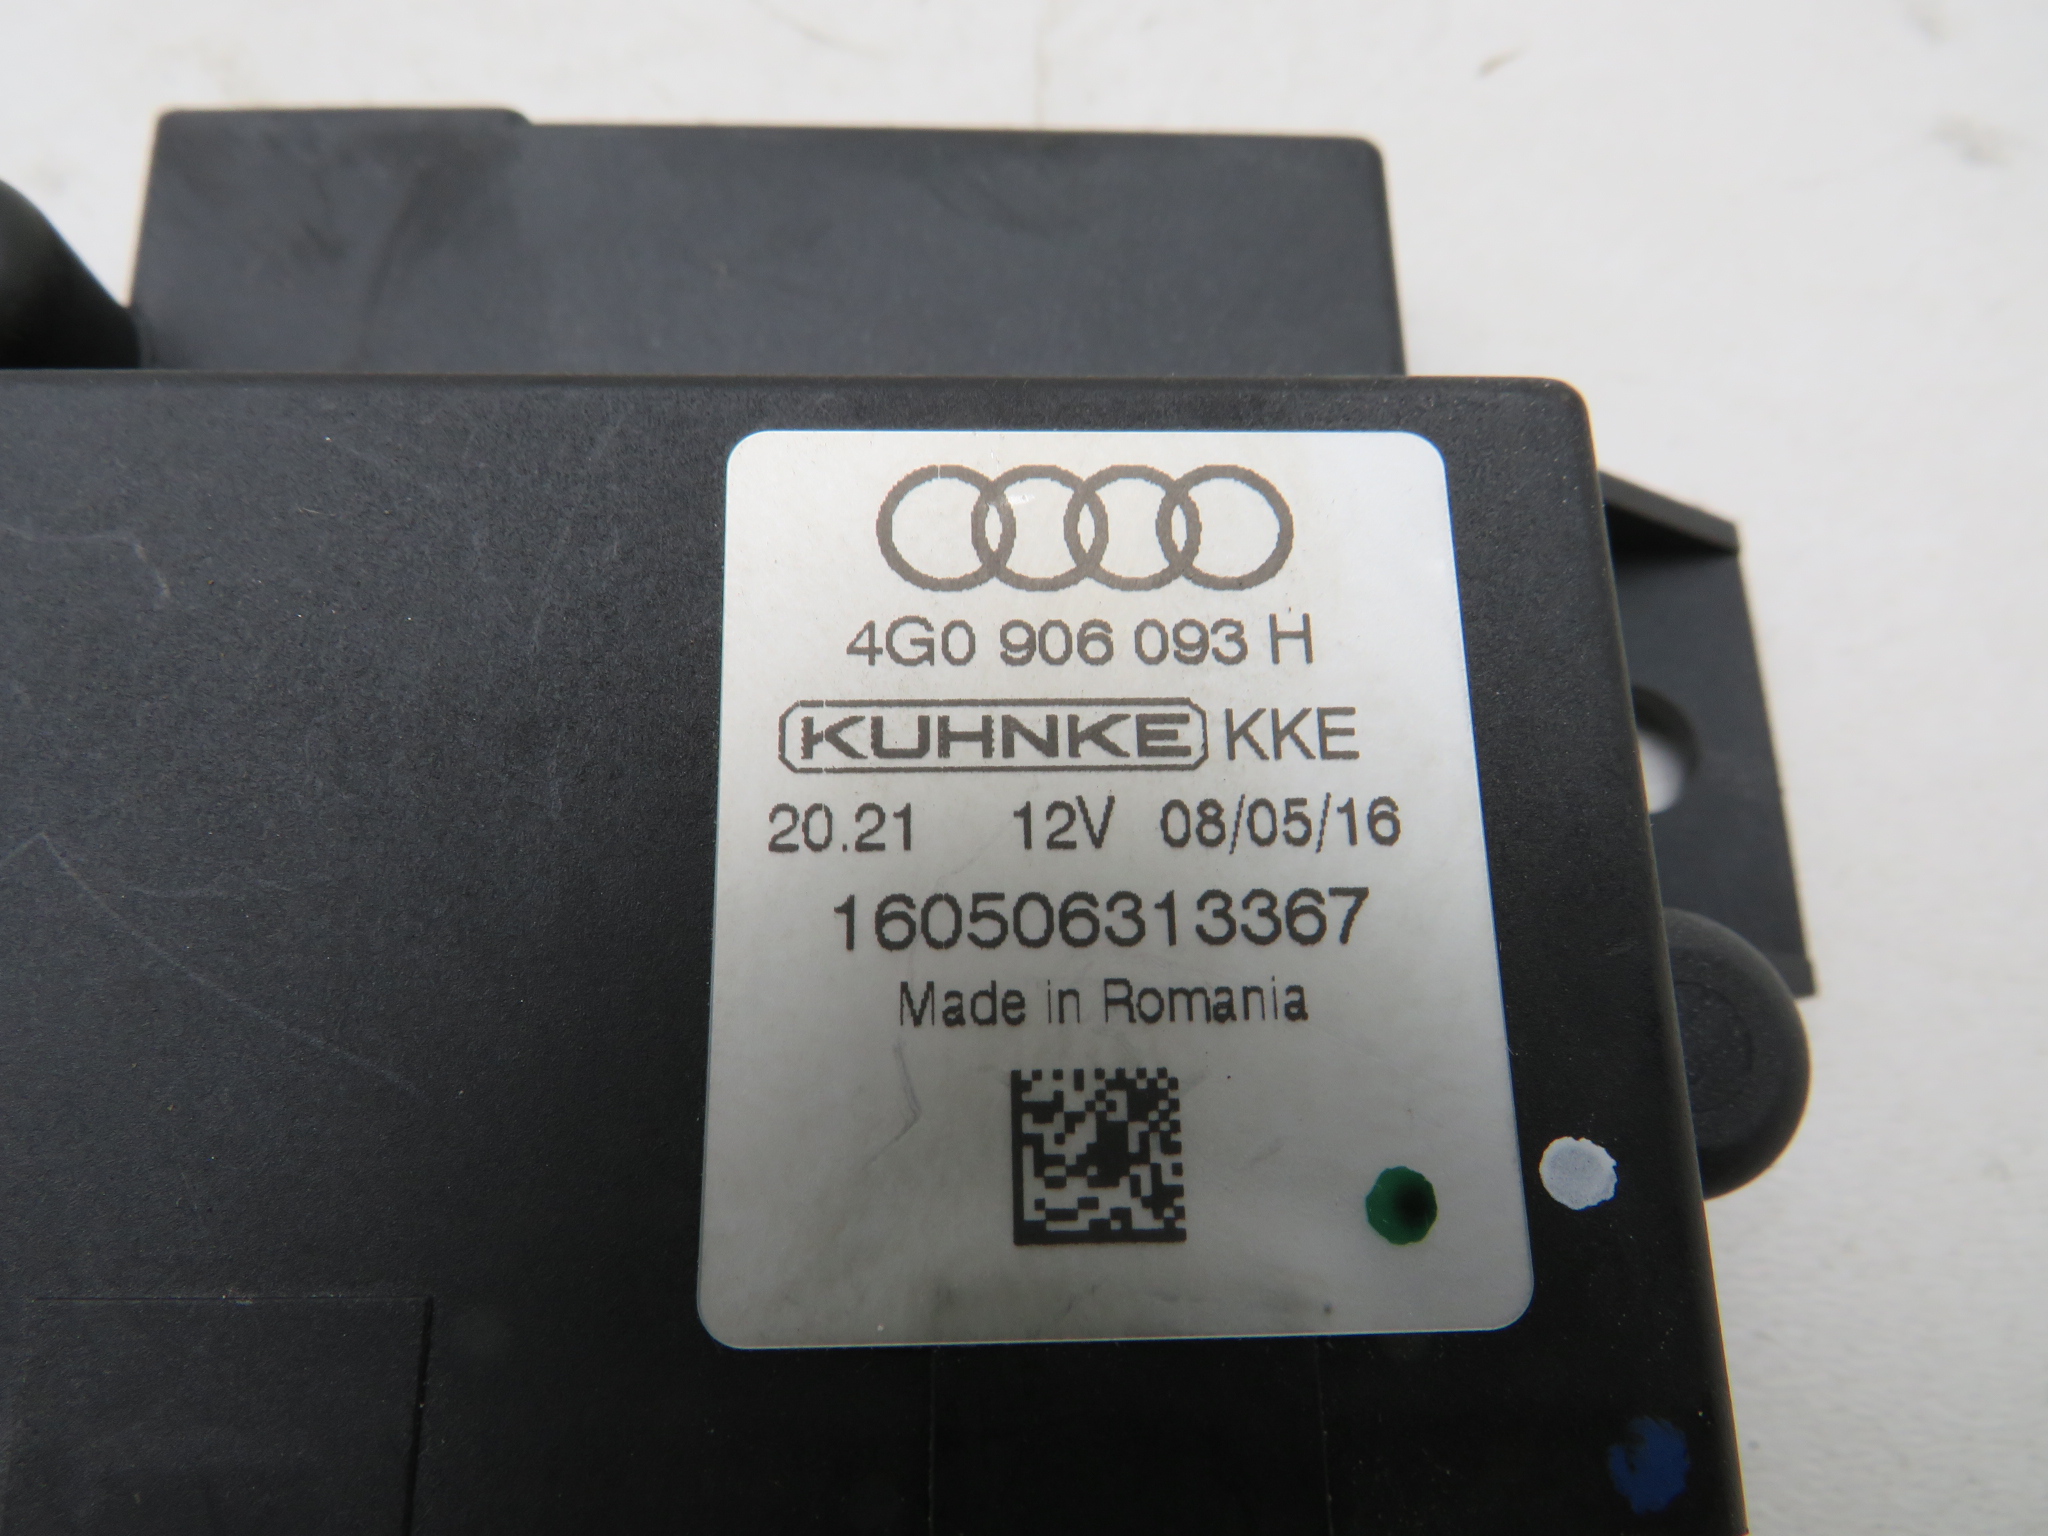 4G0 906 093 H
KUHNKE KKE
20.21 12V 08/05/16
160506313367
Made in Romania